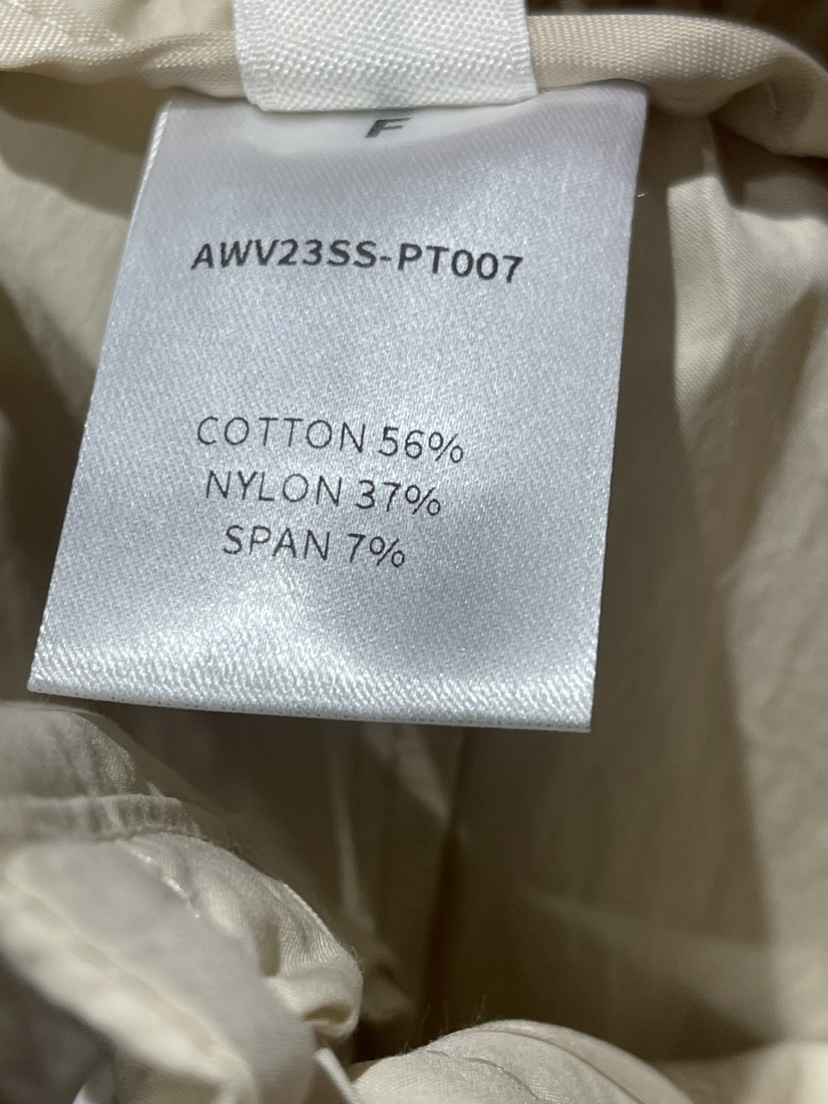 F
AWV23SS-PT007
COTTON 56%
NYLON 37%
SPAN 7%